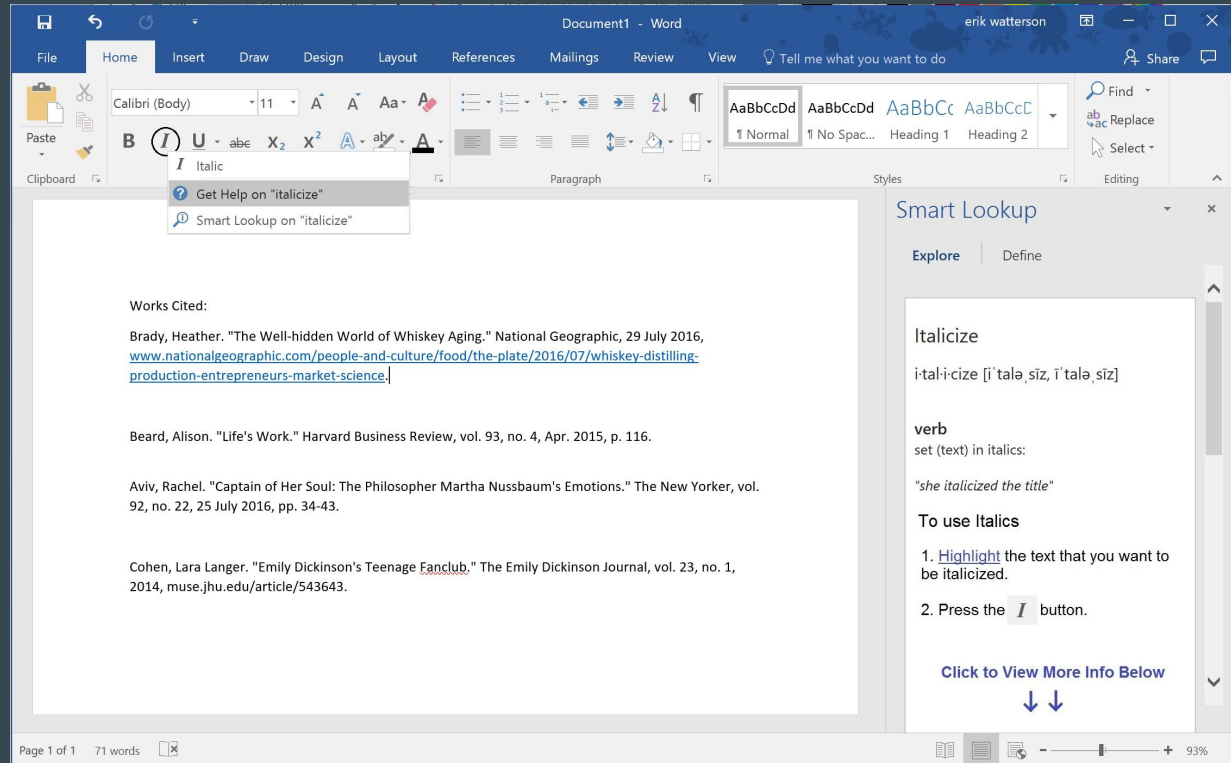 Document1 - Word
erik watterson
File Home Insert Draw Design Layout References Mailings Review View Tell me what you want to do Share
Calibri (Body) 11 Aa
Paste
B I U abc X₂ X² A ab A
Clipboard
Paragraph
AaBbCcDd AaBbCcDd AaBbCc AaBbCcD
¶ Normal ¶ No Spac... Heading 1 Heading 2
Styles
Find
Replace
Select
Editing
I Italic
Get Help on "italicize"
Smart Lookup on "italicize"
Works Cited:
Brady, Heather. "The Well-hidden World of Whiskey Aging." National Geographic, 29 July 2016,
www.nationalgeographic.com/people-and-culture/food/the-plate/2016/07/whiskey-distilling-
production-entrepreneurs-market-science.
Beard, Alison. "Life's Work." Harvard Business Review, vol. 93, no. 4, Apr. 2015, p. 116.
Aviv, Rachel. "Captain of Her Soul: The Philosopher Martha Nussbaum's Emotions." The New Yorker, vol.
92, no. 22, 25 July 2016, pp. 34-43.
Cohen, Lara Langer. "Emily Dickinson's Teenage Fanclub." The Emily Dickinson Journal, vol. 23, no. 1,
2014, muse.jhu.edu/article/543643.
Smart Lookup
Explore Define
Italicize
i·tal·i·cize [iˈtaləˌsīz, īˈtaləˌsīz]
verb
set (text) in italics:
"she italicized the title"
To use Italics
1. Highlight the text that you want to
be italicized.
2. Press the I button.
Click to View More Info Below
↓ ↓
Page 1 of 1 71 words
93%